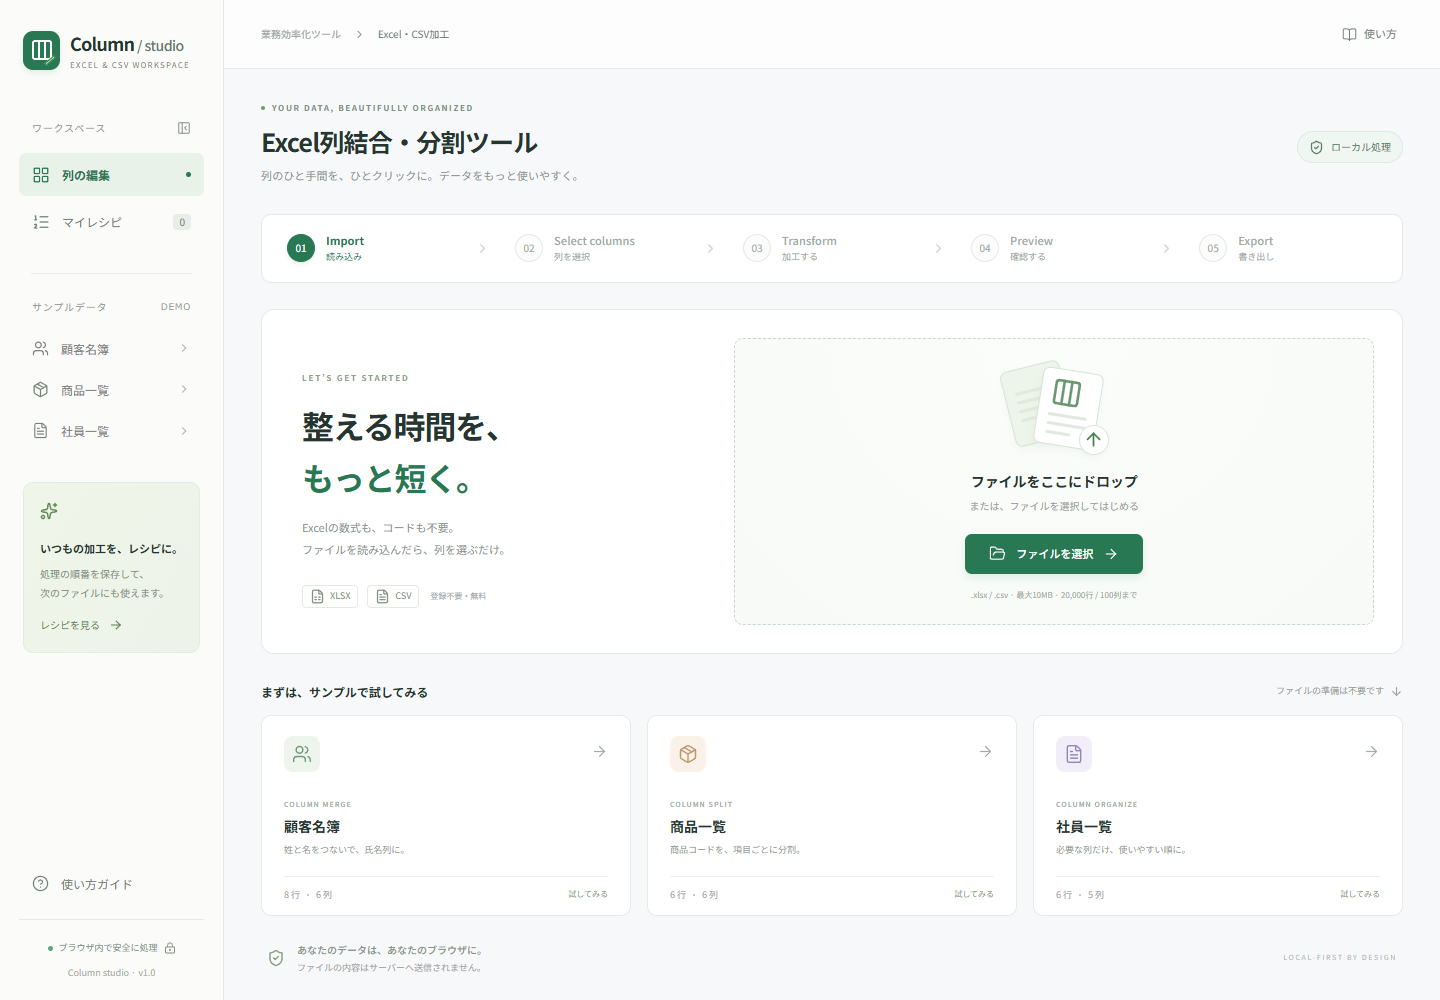 Column / studio
EXCEL & CSV WORKSPACE
ワークスペース
列の編集
マイレシピ 0
サンプルデータ DEMO
顧客名簿
商品一覧
社員一覧
いつもの加工を、レシピに。
処理の順番を保存して、
次のファイルにも使えます。
レシピを見る
使い方ガイド
ブラウザ内で安全に処理
Column studio · v1.0
業務効率化ツール Excel・CSV加工
使い方
YOUR DATA, BEAUTIFULLY ORGANIZED
Excel列結合・分割ツール
列のひと手間を、ひとクリックに。データをもっと使いやすく。
ローカル処理
01 Import
読み込み
02 Select columns
列を選択
03 Transform
加工する
04 Preview
確認する
05 Export
書き出し
LET'S GET STARTED
整える時間を、
もっと短く。
Excelの数式も、コードも不要。
ファイルを読み込んだら、列を選ぶだけ。
XLSX CSV 登録不要・無料
ファイルをここにドロップ
または、ファイルを選択してはじめる
ファイルを選択
.xlsx / .csv · 最大10MB · 20,000行 / 100列まで
まずは、サンプルで試してみる
ファイルの準備は不要です
COLUMN MERGE
顧客名簿
姓と名をつないで、氏名列に。
8行 ・ 6列 試してみる
COLUMN SPLIT
商品一覧
商品コードを、項目ごとに分割。
6行 ・ 6列 試してみる
COLUMN ORGANIZE
社員一覧
必要な列だけ、使いやすい順に。
6行 ・ 5列 試してみる
あなたのデータは、あなたのブラウザに。
ファイルの内容はサーバーへ送信されません。
LOCAL-FIRST BY DESIGN